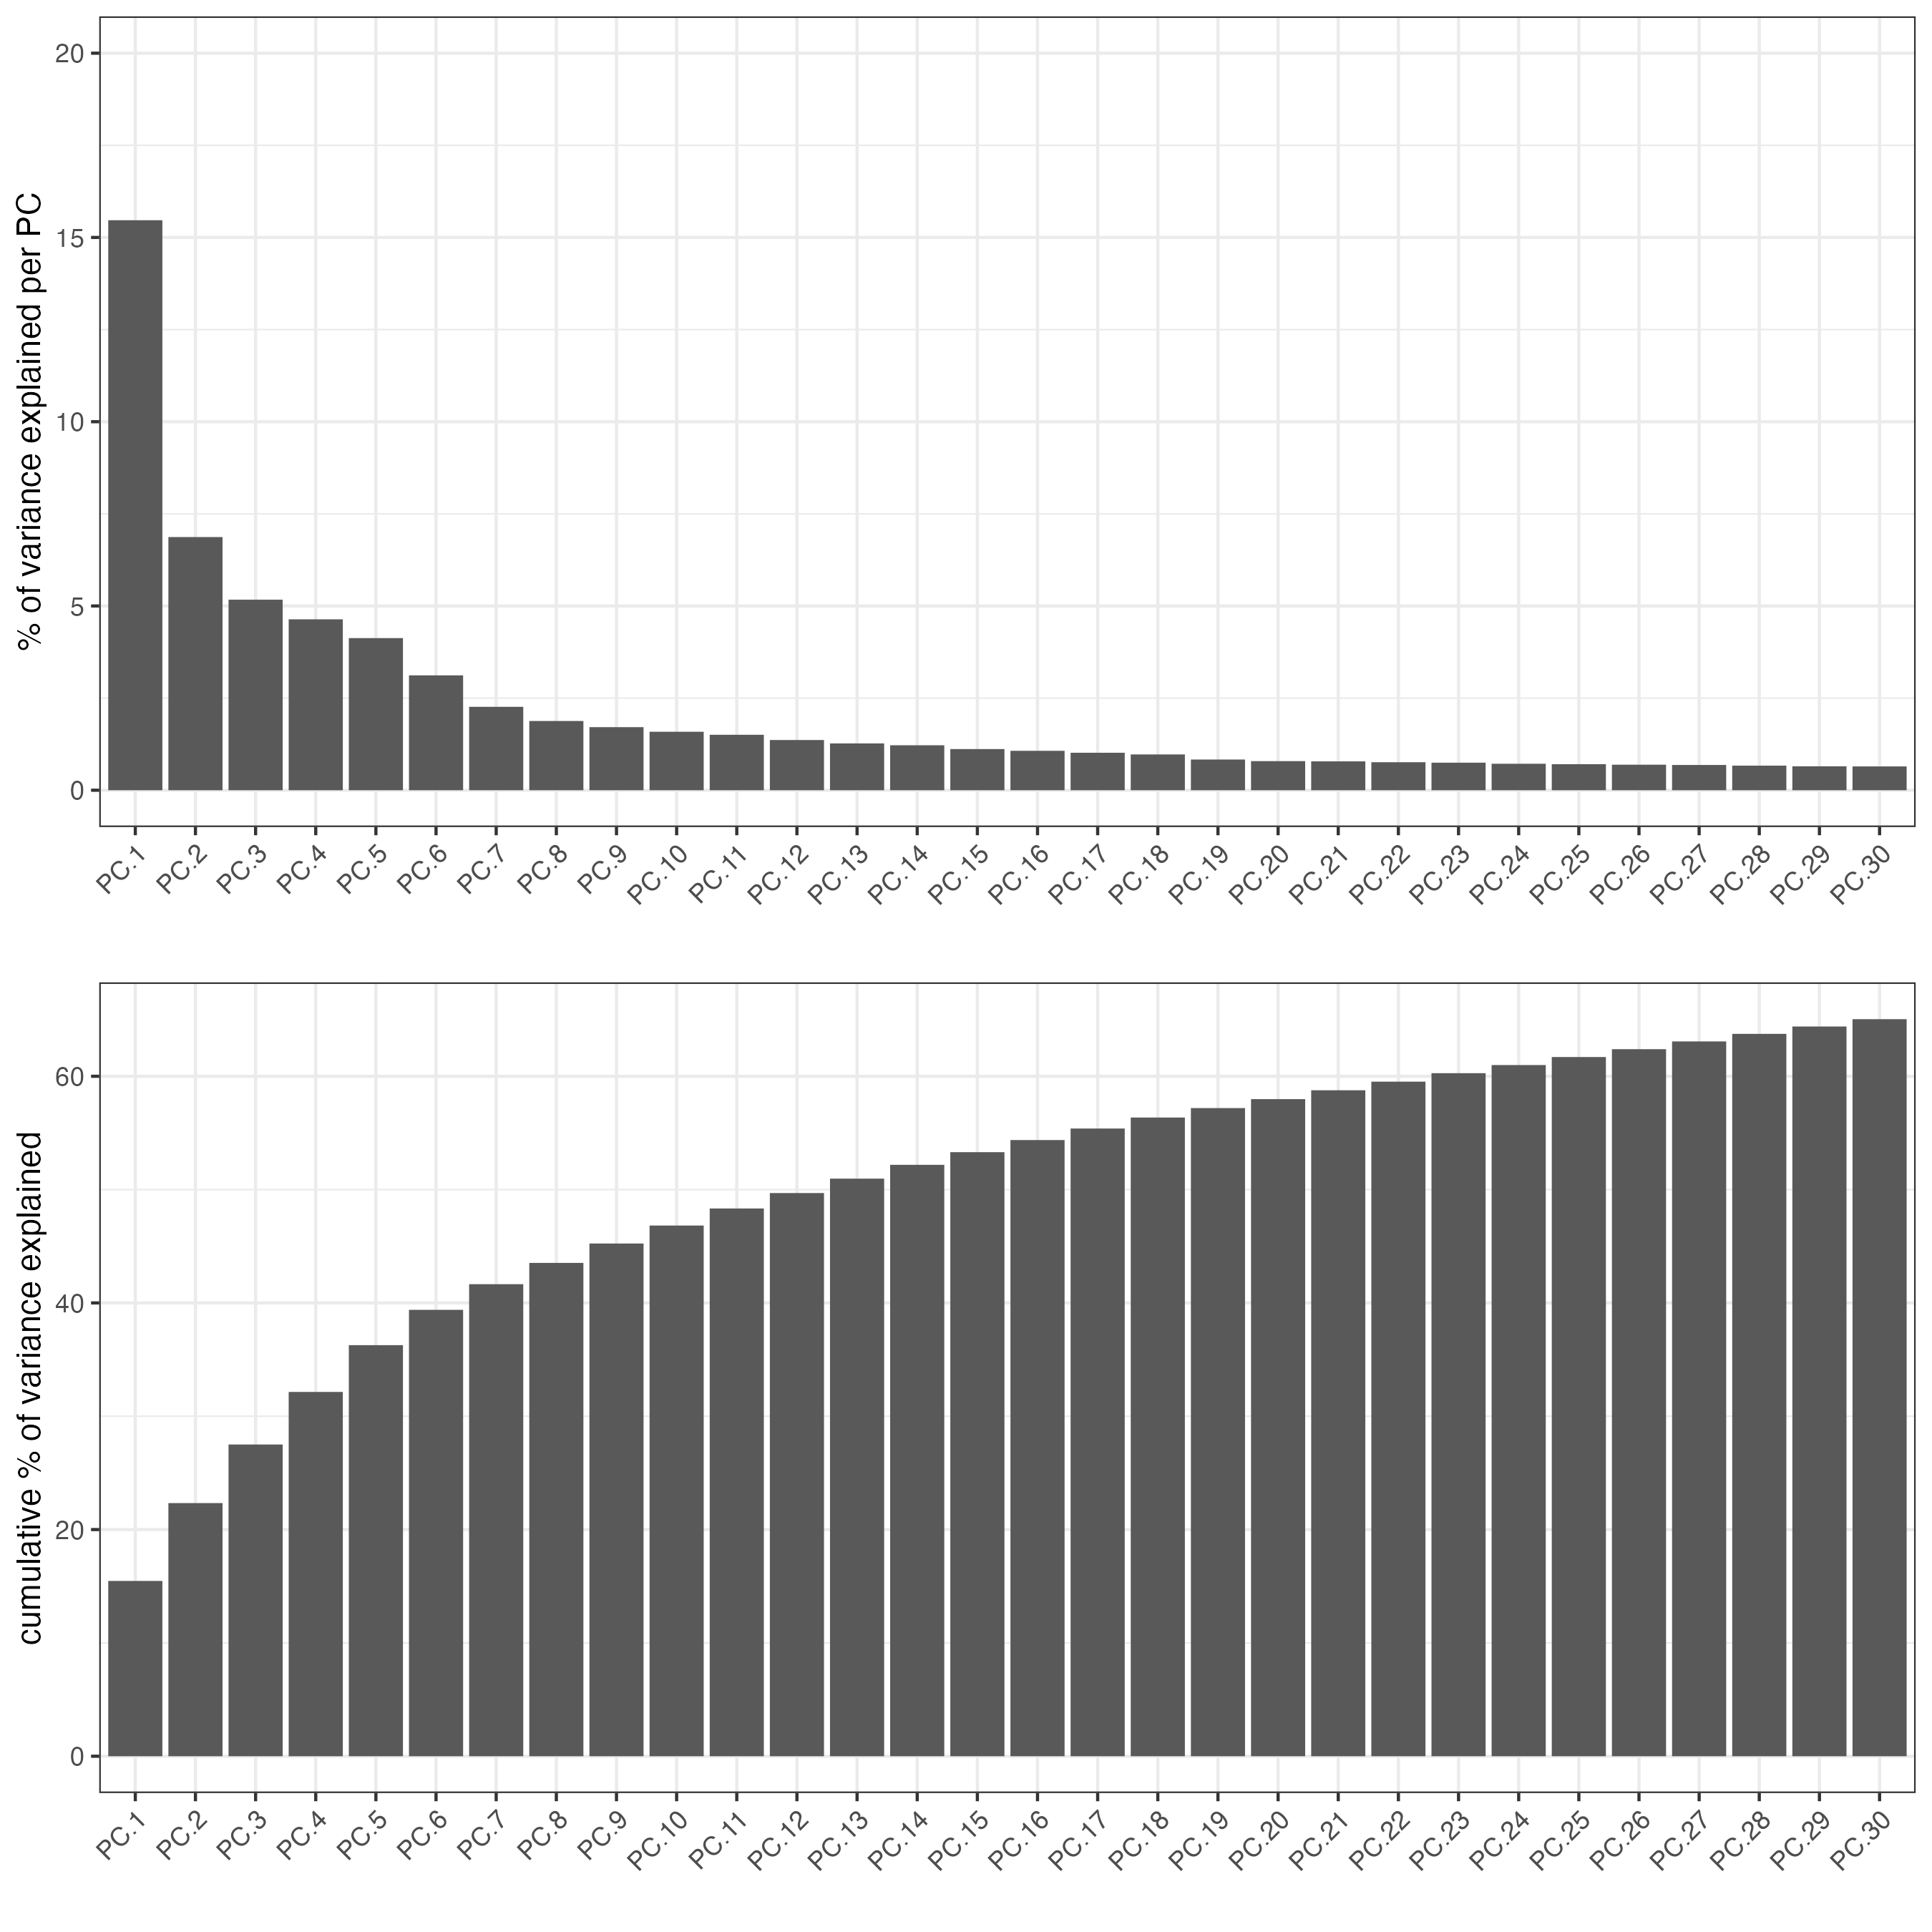 % of variance explained per PC
20
15
10
5
0
PC.1 PC.2 PC.3 PC.4 PC.5 PC.6 PC.7 PC.8 PC.9 PC.10 PC.11 PC.12 PC.13 PC.14 PC.15 PC.16 PC.17 PC.18 PC.19 PC.20 PC.21 PC.22 PC.23 PC.24 PC.25 PC.26 PC.27 PC.28 PC.29 PC.30
cumulative % of variance explained
60
40
20
0
PC.1 PC.2 PC.3 PC.4 PC.5 PC.6 PC.7 PC.8 PC.9 PC.10 PC.11 PC.12 PC.13 PC.14 PC.15 PC.16 PC.17 PC.18 PC.19 PC.20 PC.21 PC.22 PC.23 PC.24 PC.25 PC.26 PC.27 PC.28 PC.29 PC.30